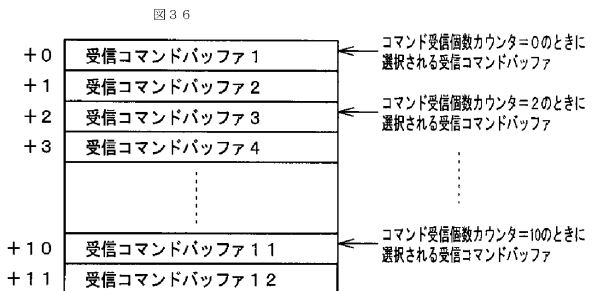 図３６
＋０ 受信コマンドバッファ１
コマンド受信個数カウンタ＝０のときに
選択される受信コマンドバッファ
＋１ 受信コマンドバッファ２
＋２ 受信コマンドバッファ３
コマンド受信個数カウンタ＝２のときに
選択される受信コマンドバッファ
＋３ 受信コマンドバッファ４
＋１０ 受信コマンドバッファ１１
コマンド受信個数カウンタ＝10のときに
選択される受信コマンドバッファ
＋１１ 受信コマンドバッファ１２